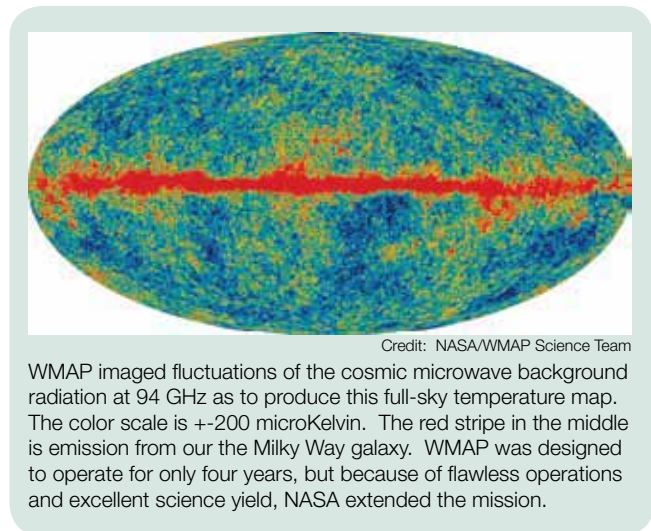 Credit: NASA/WMAP Science Team
WMAP imaged fluctuations of the cosmic microwave background
radiation at 94 GHz as to produce this full-sky temperature map.
The color scale is +-200 microKelvin. The red stripe in the middle
is emission from our the Milky Way galaxy. WMAP was designed
to operate for only four years, but because of flawless operations
and excellent science yield, NASA extended the mission.